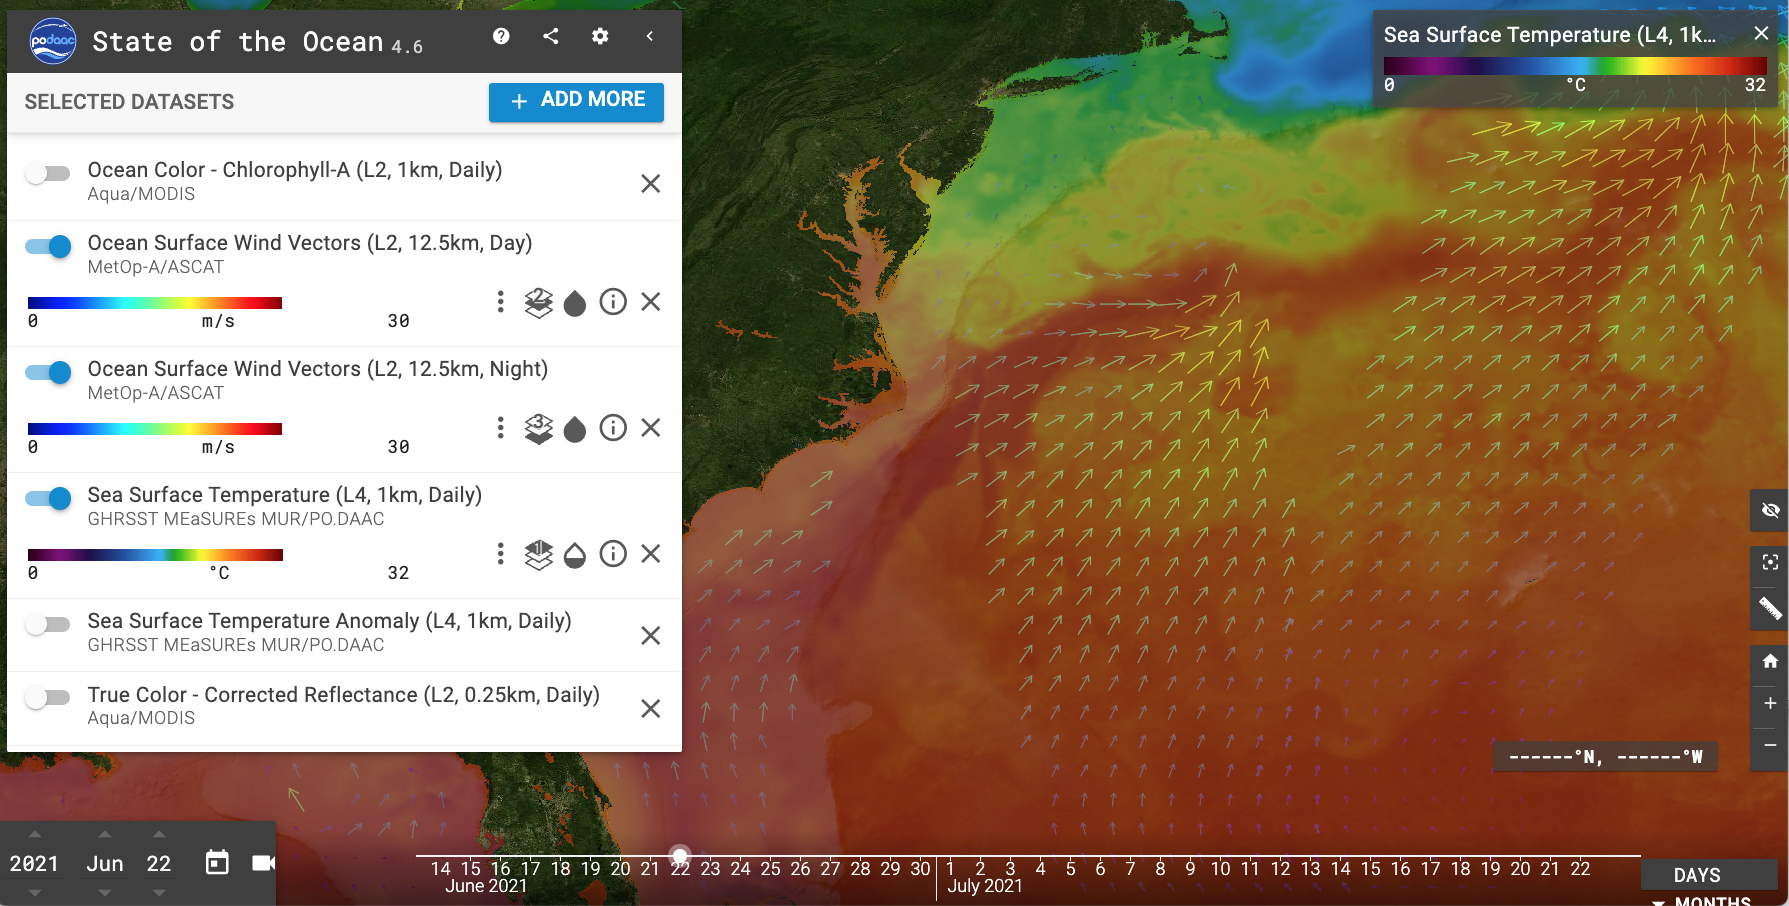 podaac
State of the Ocean 4.6
SELECTED DATASETS
+ ADD MORE
Ocean Color - Chlorophyll-A (L2, 1km, Daily)
Aqua/MODIS
Ocean Surface Wind Vectors (L2, 12.5km, Day)
MetOp-A/ASCAT
2
0 m/s 30
Ocean Surface Wind Vectors (L2, 12.5km, Night)
MetOp-A/ASCAT
3
0 m/s 30
Sea Surface Temperature (L4, 1km, Daily)
GHRSST MEaSUREs MUR/PO.DAAC
1
0 °C 32
Sea Surface Temperature Anomaly (L4, 1km, Daily)
GHRSST MEaSUREs MUR/PO.DAAC
True Color - Corrected Reflectance (L2, 0.25km, Daily)
Aqua/MODIS
Sea Surface Temperature (L4, 1k...
0 °C 32
------°N, ------°W
2021 Jun 22
14 15 16 17 18 19 20 21 22 23 24 25 26 27 28 29 30 1 2 3 4 5 6 7 8 9 10 11 12 13 14 15 16 17 18 19 20 21 22
June 2021 July 2021
DAYS
MONTHS